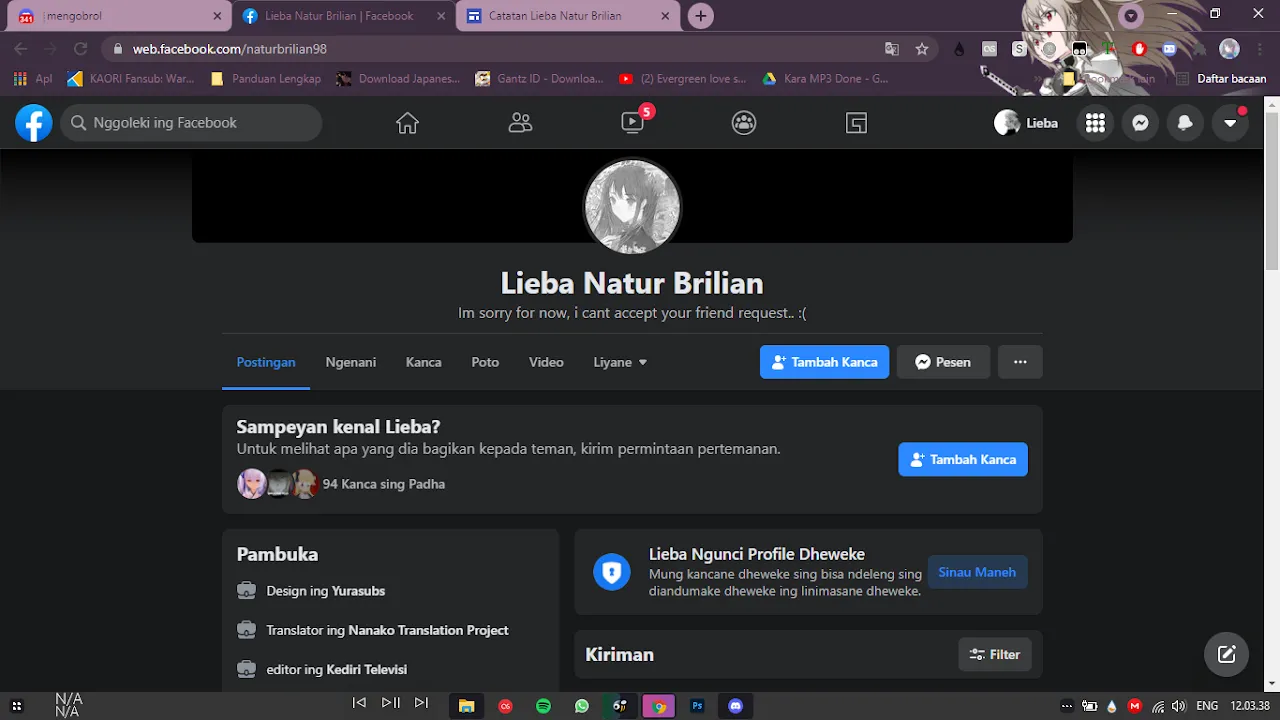 341
mengobrol
Lieba Natur Brilian | Facebook
Catatan Lieba Natur Brilian
web.facebook.com/naturbrilian98
Apl
KAORI Fansub: War...
Panduan Lengkap
Download Japanes...
Gantz ID - Downloa...
(2) Evergreen love s...
Kara MP3 Done - G...
Daftar bacaan
Nggoleki ing Facebook
5
Lieba
Lieba Natur Brilian
Im sorry for now, i cant accept your friend request.. :(
Postingan
Ngenani
Kanca
Poto
Video
Liyane
Tambah Kanca
Pesen
Sampeyan kenal Lieba?
Untuk melihat apa yang dia bagikan kepada teman, kirim permintaan pertemanan.
Tambah Kanca
94 Kanca sing Padha
Pambuka
Design ing Yurasubs
Translator ing Nanako Translation Project
editor ing Kediri Televisi
Lieba Ngunci Profile Dheweke
Mung kancane dheweke sing bisa ndeleng sing
diandumake dheweke ing linimasane dheweke.
Sinau Maneh
Kiriman
Filter
N/A
N/A
Ps
ENG
12.03.38